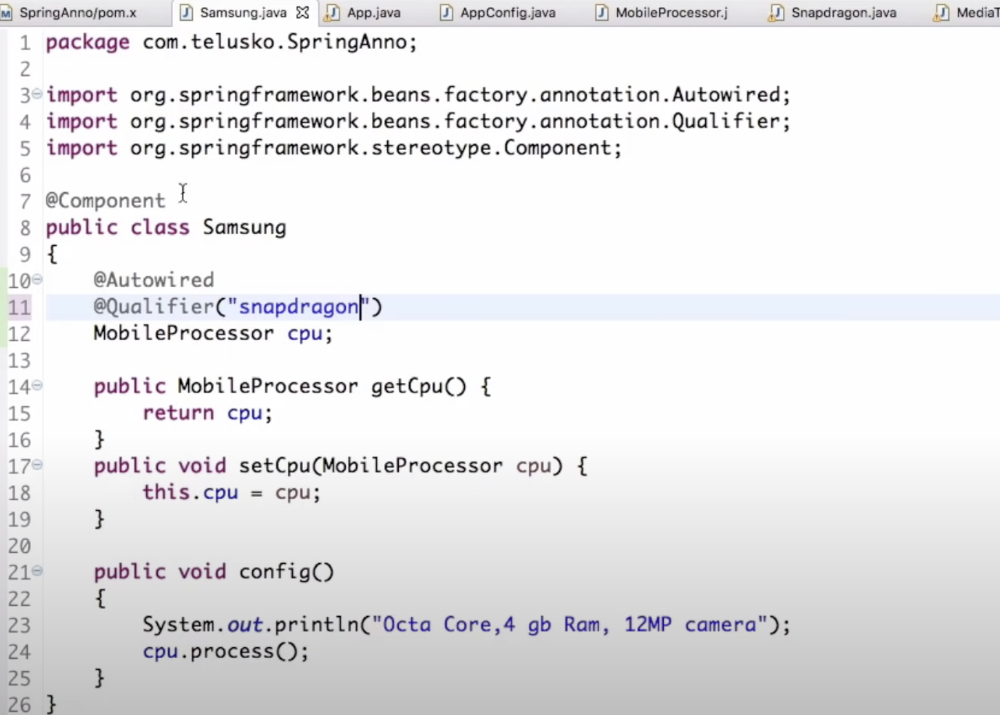 SpringAnno/pom.x Samsung.java App.java AppConfig.java MobileProcessor.j Snapdragon.java MediaT
1 package com.telusko.SpringAnno;
2
3 import org.springframework.beans.factory.annotation.Autowired;
4 import org.springframework.beans.factory.annotation.Qualifier;
5 import org.springframework.stereotype.Component;
6
7 @Component
8 public class Samsung
9 {
10 @Autowired
11 @Qualifier("snapdragon")
12 MobileProcessor cpu;
13
14 public MobileProcessor getCpu() {
15 return cpu;
16 }
17 public void setCpu(MobileProcessor cpu) {
18 this.cpu = cpu;
19 }
20
21 public void config()
22 {
23 System.out.println("Octa Core,4 gb Ram, 12MP camera");
24 cpu.process();
25 }
26 }